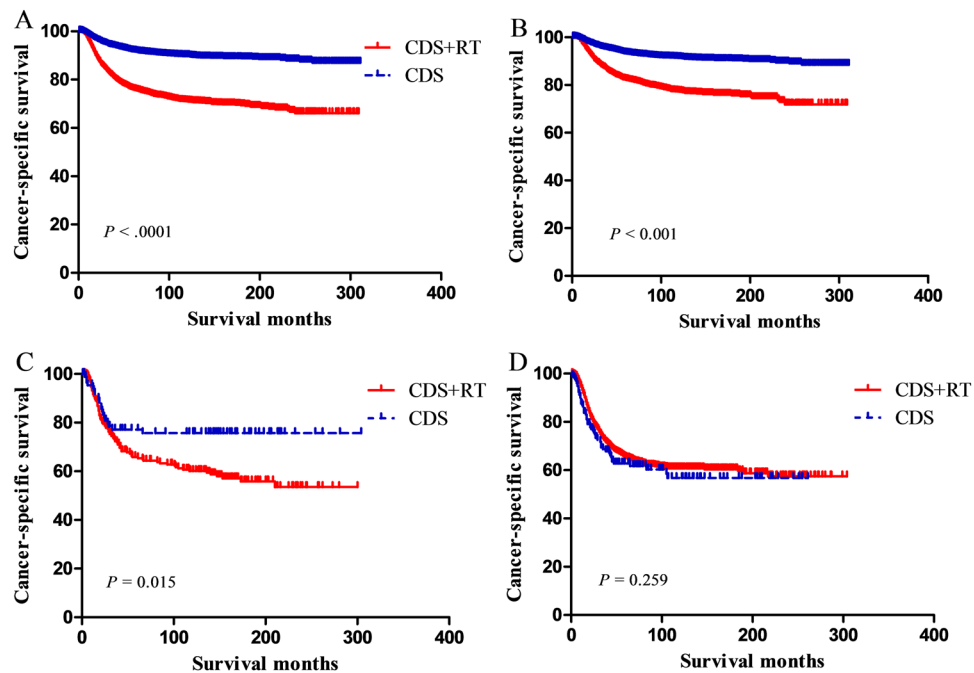 A
Cancer-specific survival
100
80
60
40
20
0
0 100 200 300 400
Survival months
P < .0001
CDS+RT
CDS
B
Cancer-specific survival
100
80
60
40
20
0
0 100 200 300 400
Survival months
P < 0.001
C
Cancer-specific survival
100
80
60
40
20
0
0 100 200 300 400
Survival months
P = 0.015
CDS+RT
CDS
D
Cancer-specific survival
100
80
60
40
20
0
0 100 200 300 400
Survival months
P = 0.259
CDS+RT
CDS